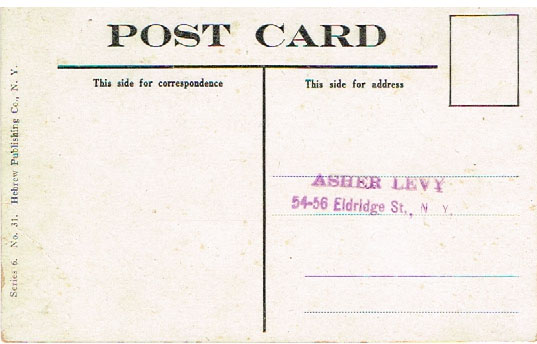 POST CARD
This side for correspondence
This side for address
ASHER LEVY
54-56 Eldridge St., N Y.
Series 6. No. 31. Hebrew Publishing Co., N. Y.